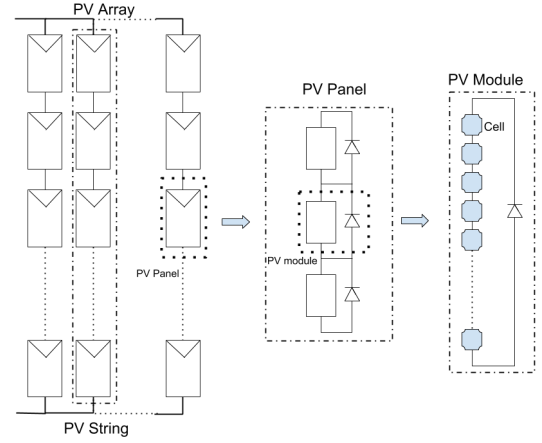 PV Array
PV Panel
PV String
PV Panel
PV module
PV Module
Cell